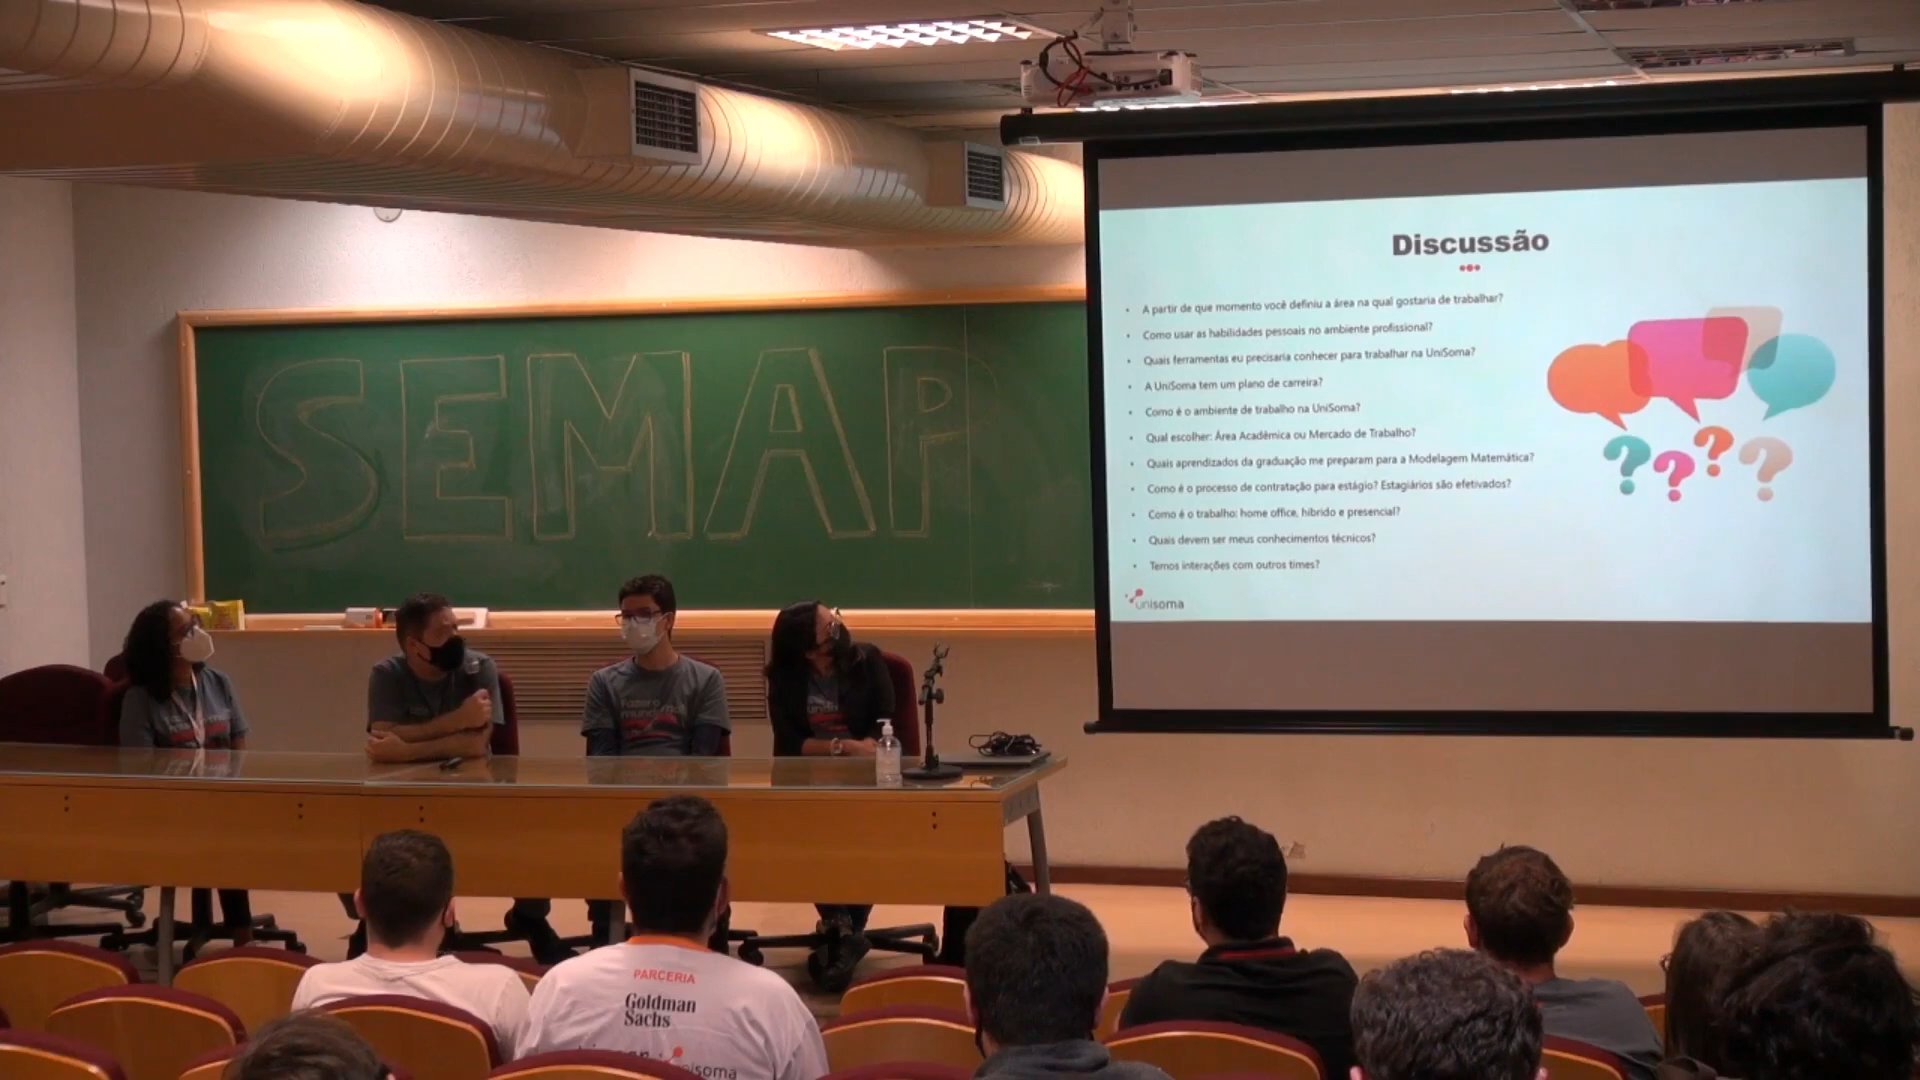 SEMAP
Discussão
• A partir de que momento você definiu a área na qual gostaria de trabalhar?
• Como usar as habilidades pessoais no ambiente profissional?
• Quais ferramentas eu precisaria conhecer para trabalhar na UniSoma?
• A UniSoma tem um plano de carreira?
• Como é o ambiente de trabalho na UniSoma?
• Qual escolher: Área Acadêmica ou Mercado de Trabalho?
• Quais aprendizados da graduação me preparam para a Modelagem Matemática?
• Como é o processo de contratação para estágio? Estagiários são efetivados?
• Como é o trabalho: home office, híbrido e presencial?
• Quais devem ser meus conhecimentos técnicos?
• Temos interações com outros times?
? ? ? ?
unisoma
Fazer o
mundo mais
PARCERIA
Goldman
Sachs